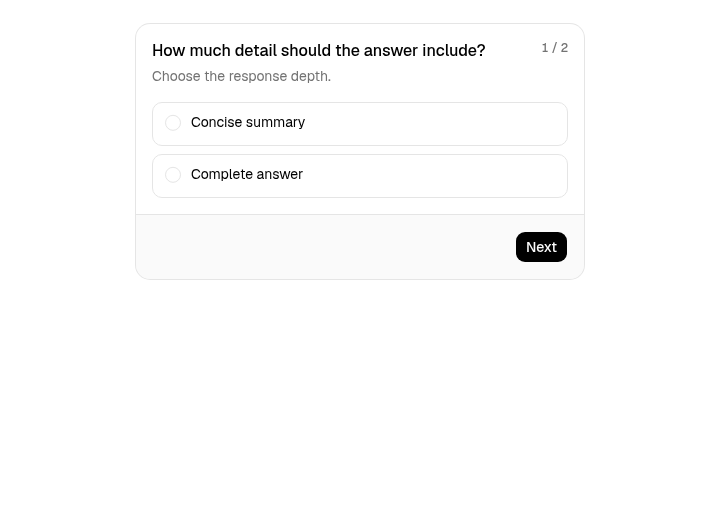 How much detail should the answer include?
1 / 2
Choose the response depth.
Concise summary
Complete answer
Next